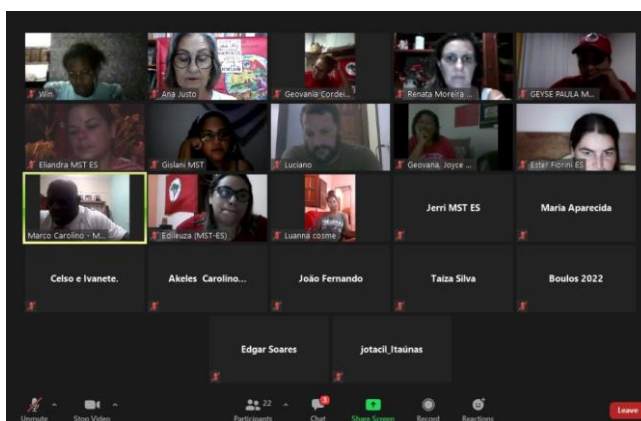 Win
Ana Justo
Geovania Cordei...
Renata Moreira ...
GEYSE PAULA M...
Eliandra MST ES
Gislani MST
Luciano
Geovana, Joyce ...
Ester Fiorini ES
Marco Carolino - M...
Edileuza (MST-ES)
Luanna cosme
Jerri MST ES
Maria Aparecida
Celso e Ivanete.
Akeles Carolino...
João Fernando
Taiza Silva
Boulos 2022
Edgar Soares
jotacil_Itaúnas
Unmute
Stop Video
22
Participants
3
Chat
Share Screen
Record
Reactions
Leave